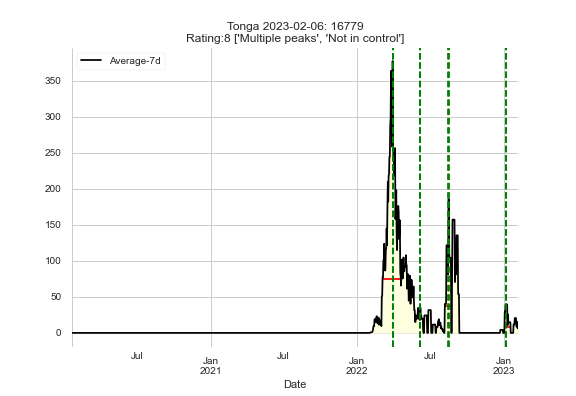 Tonga 2023-02-06: 16779
Rating:8 ['Multiple peaks', 'Not in control']
Average-7d
350
300
250
200
150
100
50
0
Jul Jan Jul Jan Jul Jan
2021 2022 2023
Date